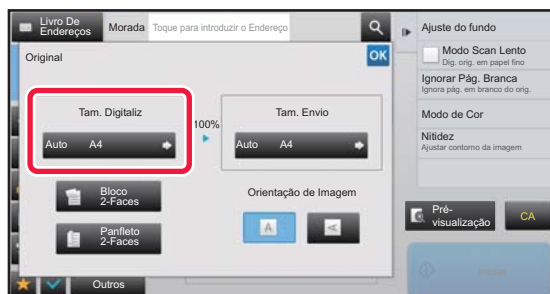 Livro De
Endereços
Morada
Toque para introduzir o Endereço
Original
OK
Tam. Digitaliz
Auto A4
100%
Tam. Envio
Auto A4
Bloco
2-Faces
Panfleto
2-Faces
Orientação de Imagem
A
A
Outros
Ajuste do fundo
Modo Scan Lento
Dig. orig. em papel fino
Ignorar Pág. Branca
Ignora pág. em branco do orig.
Modo de Cor
Nitidez
Ajustar contorno da imagem
Pré-
visualização
CA
Iniciar